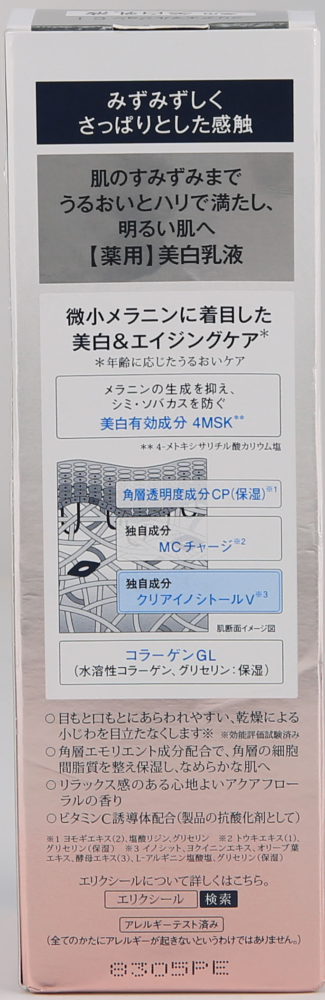 みずみずしく
さっぱりとした感触
肌のすみずみまで
うるおいとハリで満たし、
明るい肌へ
【薬用】美白乳液
微小メラニンに着目した
美白&エイジングケア*
*年齢に応じたうるおいケア
メラニンの生成を抑え、
シミ・ソバカスを防ぐ
美白有効成分 4MSK**
** 4-メトキシサリチル酸カリウム塩
角層透明度成分CP(保湿)※1
独自成分
MCチャージ※2
独自成分
クリアイノシトールV※3
肌断面イメージ図
コラーゲンGL
(水溶性コラーゲン、グリセリン:保湿)
○目もと口もとにあらわれやすい、乾燥による
小じわを目立たなくします※ ※効能評価試験済み
○角層エモリエント成分配合で、角層の細胞
間脂質を整え保湿し、なめらかな肌へ
○リラックス感のある心地よいアクアフロー
ラルの香り
○ビタミンC誘導体配合(製品の抗酸化剤として)
※1 ヨモギエキス(2)、塩酸リジン、グリセリン ※2 トウキエキス(1)、
グリセリン(保湿) ※3 イノシット、ヨクイニンエキス、オリーブ葉
エキス、酵母エキス(3)、L-アルギニン塩酸塩、グリセリン(保湿)
エリクシールについて詳しくはこちら。
エリクシール 検索
アレルギーテスト済み
(全てのかたにアレルギーが起きないというわけではありません。)
8305PE